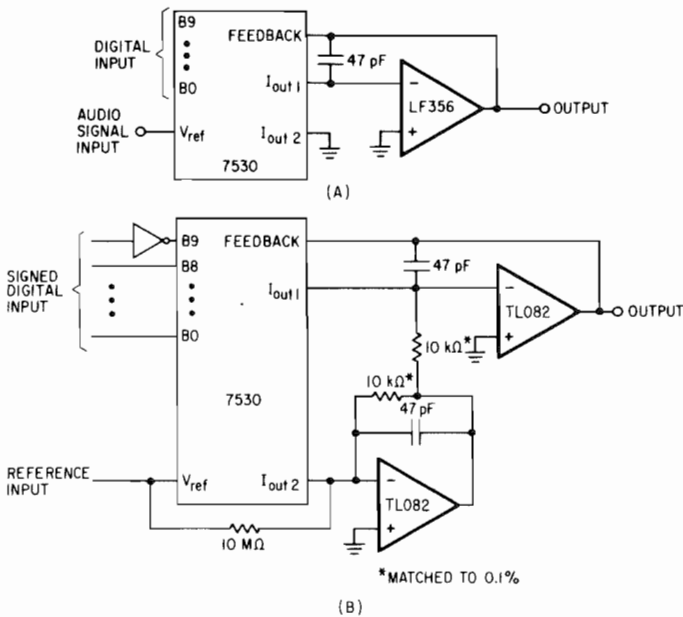 B9
FEEDBACK
DIGITAL
INPUT
47 pF
B0
Iout 1
LF356
OUTPUT
AUDIO
SIGNAL
INPUT
Vref
Iout 2
7530
(A)
B9
FEEDBACK
B8
47 pF
SIGNED
DIGITAL
INPUT
Iout 1
TL082
OUTPUT
B0
10 kΩ*
10 kΩ*
47 pF
7530
REFERENCE
INPUT
Vref
Iout 2
TL082
10 MΩ
*MATCHED TO 0.1%
(B)